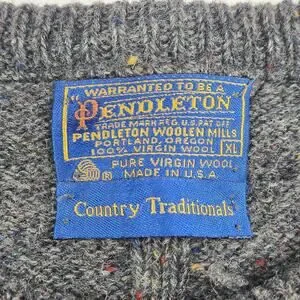 WARRANTED TO BE A
"PENDLETON"
TRADE MARK REG. U.S. PAT. OFF.
PENDLETON WOOLEN MILLS
PORTLAND, OREGON
100% VIRGIN WOOL XL
PURE VIRGIN WOOL
MADE IN U.S.A.
Country Traditionals